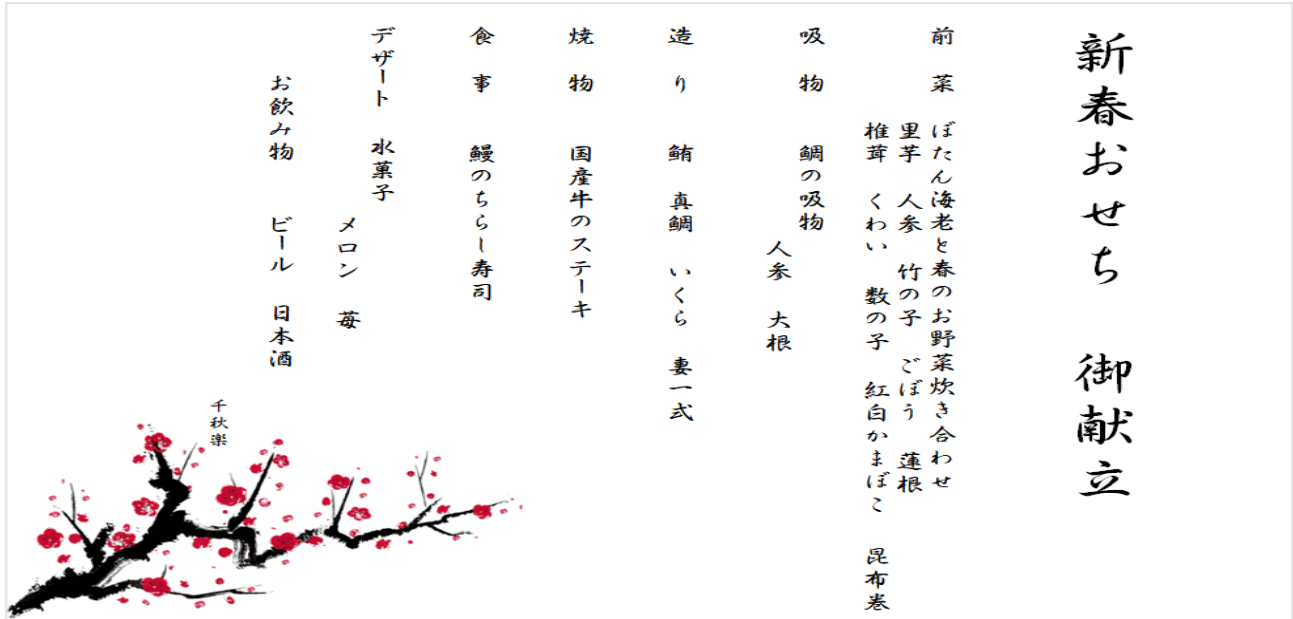 新春おせち　御献立
前　菜　ぼたん海老と春のお野菜炊き合わせ
里芋　人参　竹の子　ごぼう　蓮根
椎茸　くわい　数の子　紅白かまぼこ　昆布巻
吸　物　鯛の吸物
人参　大根
造　り　鮪　真鯛　いくら　妻一式
焼　物　国産牛のステーキ
食　事　鰻のちらし寿司
デザート　水菓子
メロン　苺
お飲み物　ビール　日本酒
千秋楽